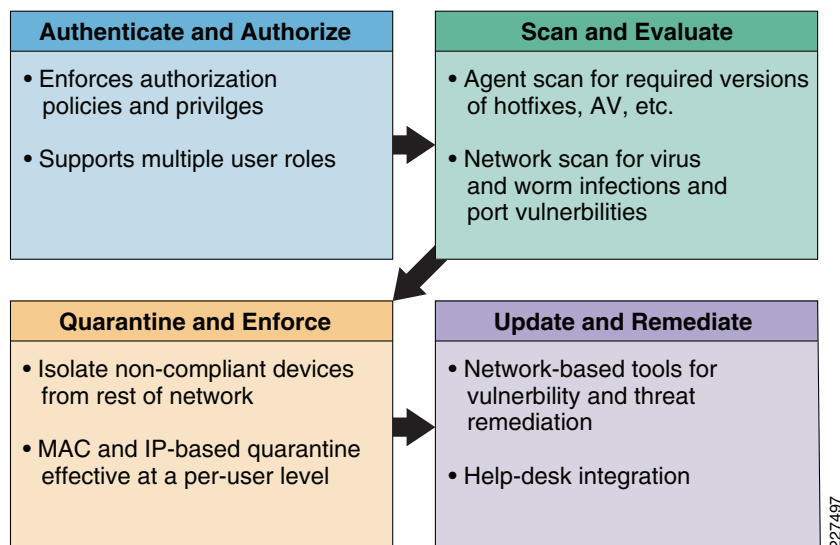 Authenticate and Authorize
• Enforces authorization
policies and privilges
• Supports multiple user roles
Scan and Evaluate
• Agent scan for required versions
of hotfixes, AV, etc.
• Network scan for virus
and worm infections and
port vulnerbilities
Quarantine and Enforce
• Isolate non-compliant devices
from rest of network
• MAC and IP-based quarantine
effective at a per-user level
Update and Remediate
• Network-based tools for
vulnerbility and threat
remediation
• Help-desk integration
227497